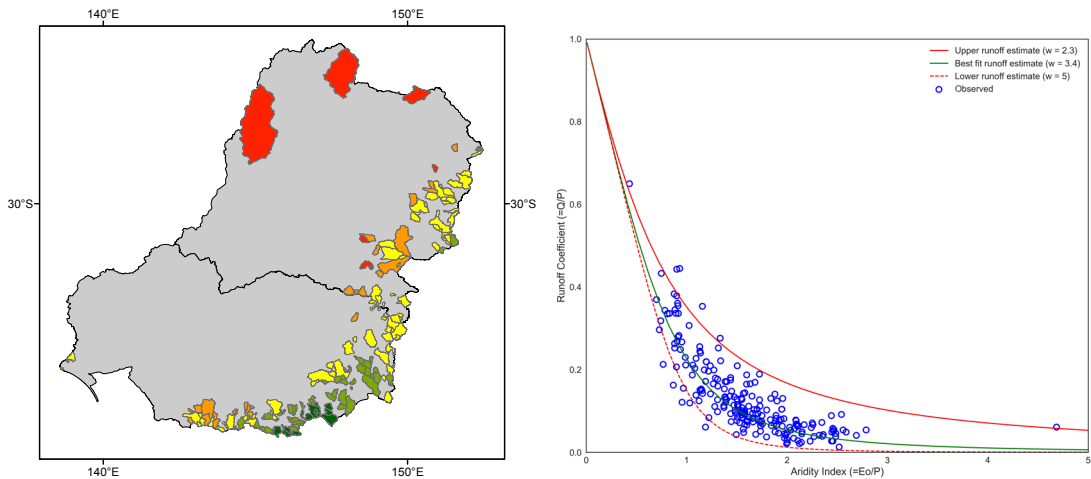 140°E 150°E
30°S 30°S
140°E 150°E
1.0
0.8
0.6
0.4
0.2
0.0
0 1 2 3 4 5
Runoff Coefficient (=Q/P)
Aridity Index (=Eo/P)
Upper runoff estimate (w = 2.3)
Best fit runoff estimate (w = 3.4)
Lower runoff estimate (w = 5)
Observed